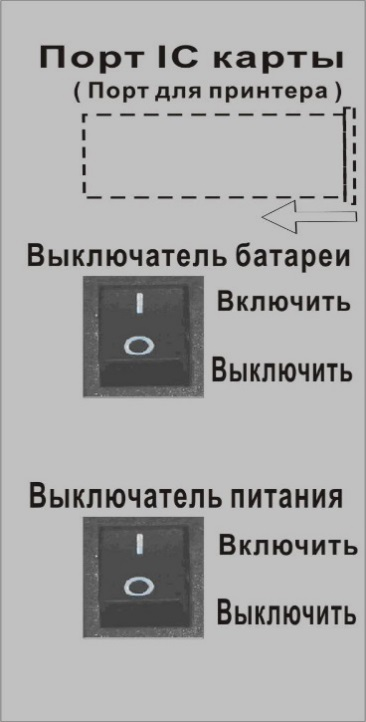 Порт IC карты
( Порт для принтера )
Выключатель батареи
Включить
Выключить
Выключатель питания
Включить
Выключить